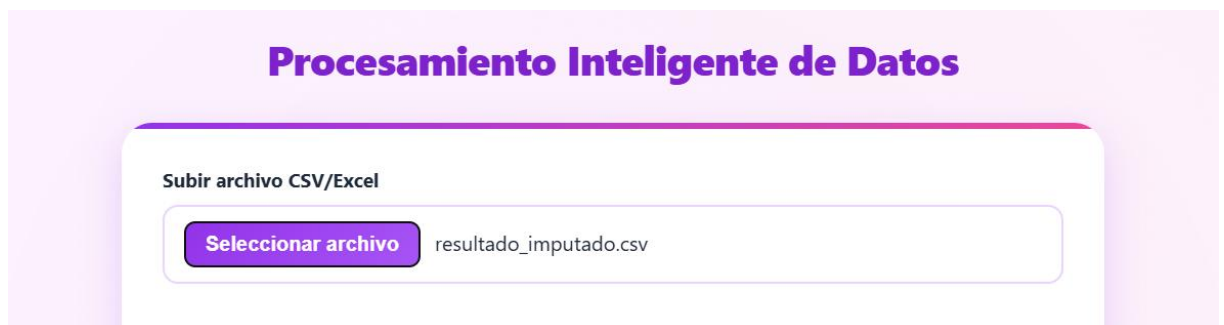 Procesamiento Inteligente de Datos
Subir archivo CSV/Excel
Seleccionar archivo resultado_imputado.csv